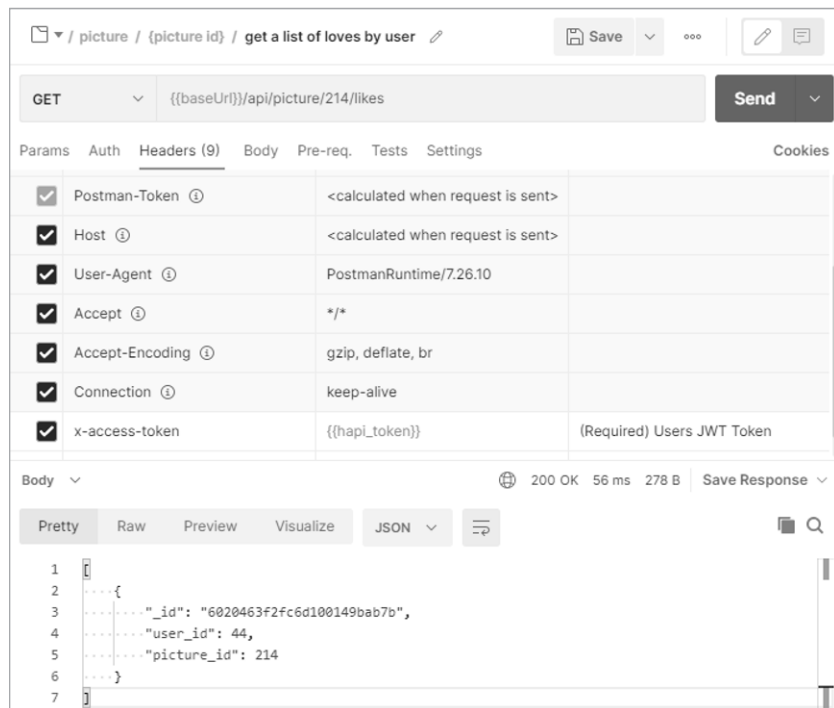 / picture / {picture id} / get a list of loves by user Save ooo
GET {{baseUrl}}/api/picture/214/likes Send
Params Auth Headers (9) Body Pre-req. Tests Settings Cookies
Postman-Token <calculated when request is sent>
Host <calculated when request is sent>
User-Agent PostmanRuntime/7.26.10
Accept */*
Accept-Encoding gzip, deflate, br
Connection keep-alive
x-access-token {{hapi_token}} (Required) Users JWT Token
Body 200 OK 56 ms 278 B Save Response
Pretty Raw Preview Visualize JSON
1 [
2 {
3 "_id": "6020463f2fc6d100149bab7b",
4 "user_id": 44,
5 "picture_id": 214
6 }
7 ]